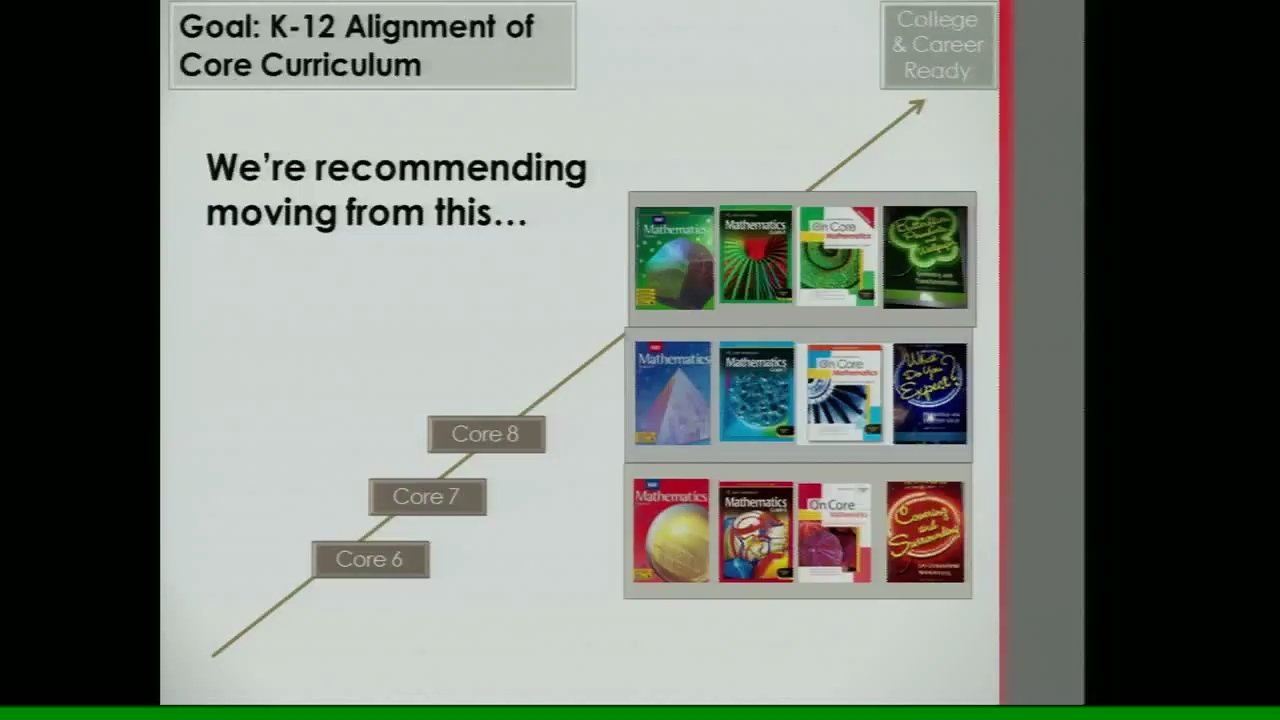 Goal: K-12 Alignment of
Core Curriculum
College
& Career
Ready
We're recommending
moving from this...
Mathematics
Mathematics
On Core
Mathematics
and
Mathematics
Mathematics
On Core
Mathematics
What
Do You
Expect?
Core 8
Core 7
Mathematics
Mathematics
On Core
Mathematics
Covering
and
Surrounding
Core 6